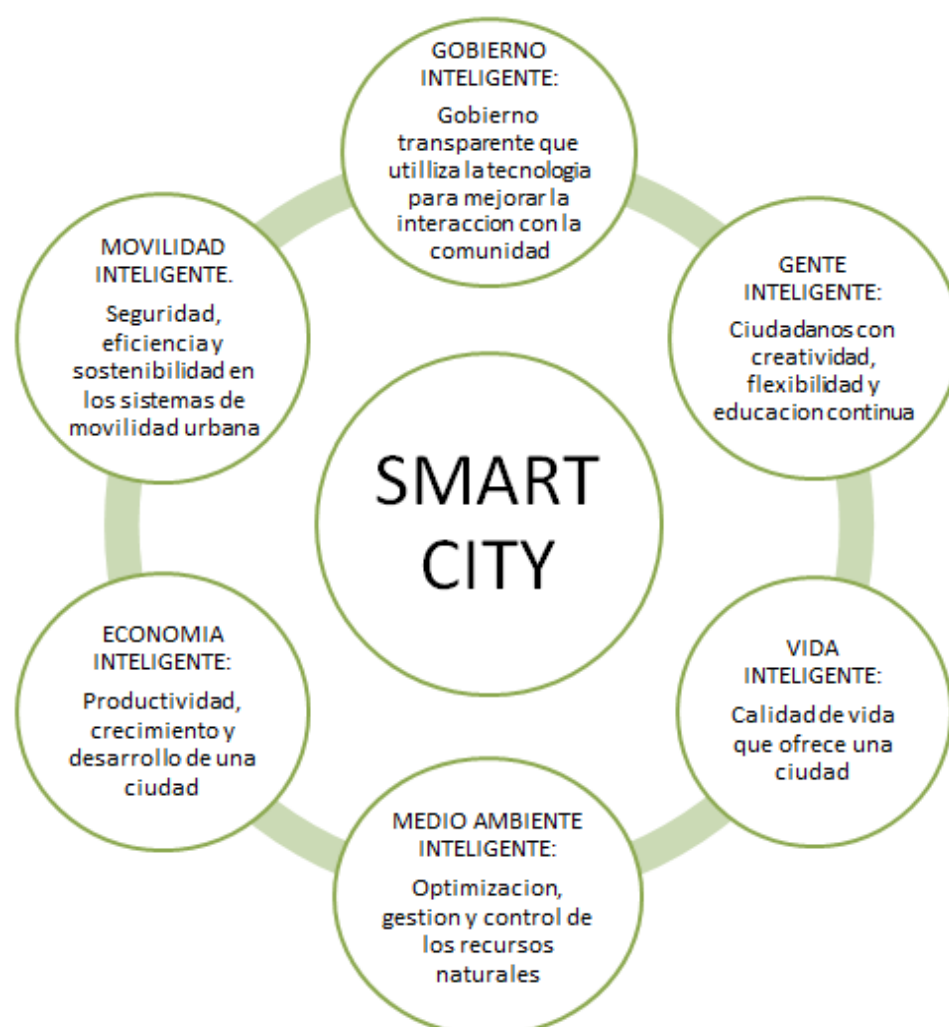 GOBIERNO
INTELIGENTE:
Gobierno
transparente que
utilliza la tecnologia
para mejorar la
interaccion con la
comunidad
GENTE
INTELIGENTE:
Ciudadanos con
creatividad,
flexibilidad y
educacion continua
VIDA
INTELIGENTE:
Calidad de vida
que ofrece una
ciudad
MEDIO AMBIENTE
INTELIGENTE:
Optimizacion,
gestion y control de
los recursos
naturales
ECONOMIA
INTELIGENTE:
Productividad,
crecimiento y
desarrollo de una
ciudad
MOVILIDAD
INTELIGENTE.
Seguridad,
eficiencia y
sostenibilidad en
los sistemas de
movilidad urbana
SMART
CITY